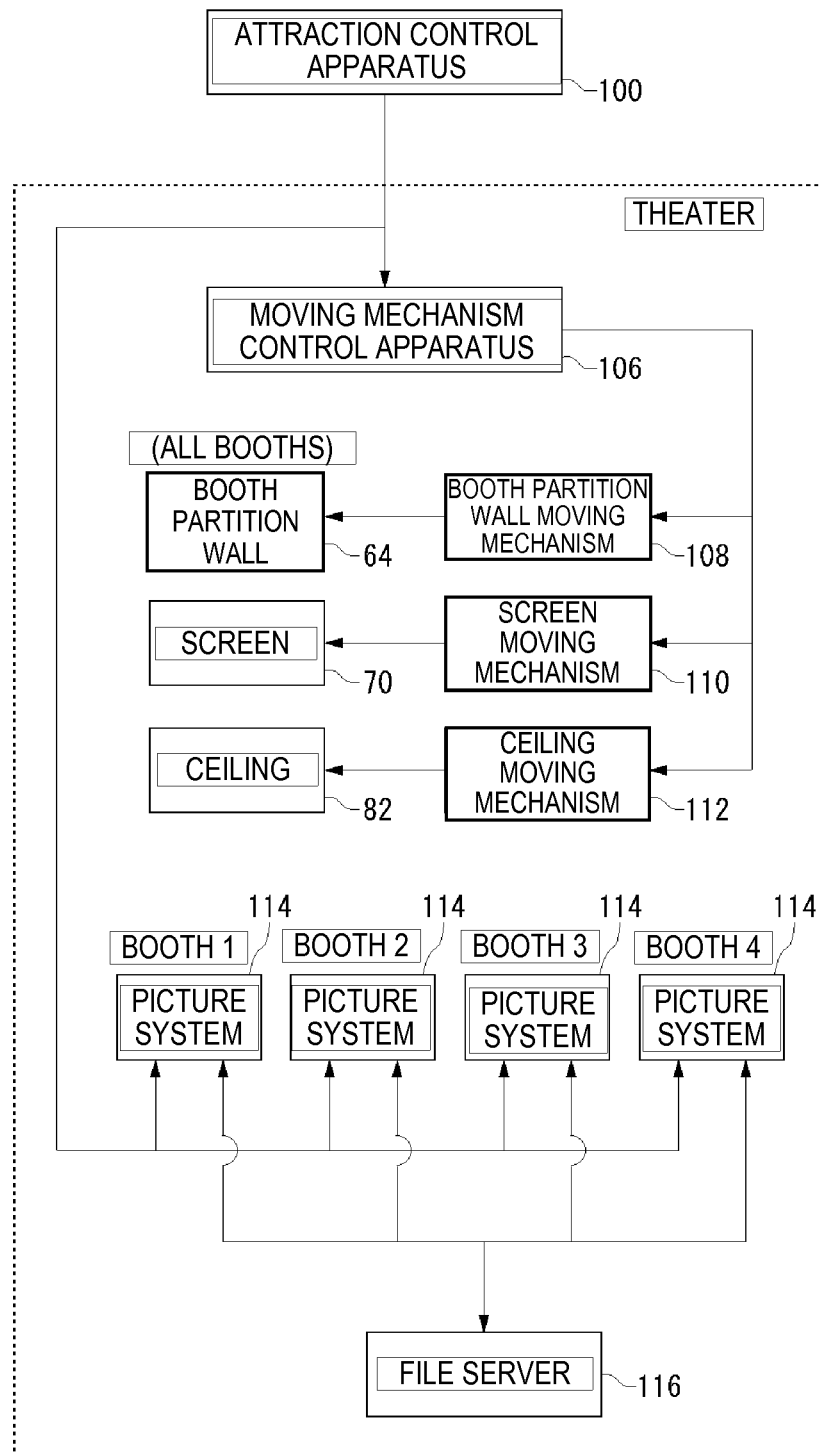 ATTRACTION CONTROL
APPARATUS
100
THEATER
MOVING MECHANISM
CONTROL APPARATUS
106
(ALL BOOTHS)
BOOTH
PARTITION
WALL
64
BOOTH PARTITION
WALL MOVING
MECHANISM
108
SCREEN
70
SCREEN
MOVING
MECHANISM
110
CEILING
82
CEILING
MOVING
MECHANISM
112
114
114
114
114
BOOTH 1
BOOTH 2
BOOTH 3
BOOTH 4
PICTURE
SYSTEM
PICTURE
SYSTEM
PICTURE
SYSTEM
PICTURE
SYSTEM
FILE SERVER
116